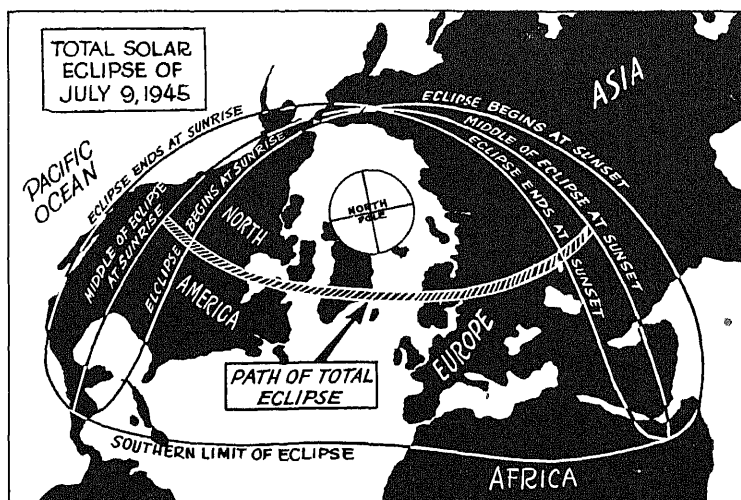 TOTAL SOLAR
ECLIPSE OF
JULY 9, 1945
ASIA
PACIFIC
OCEAN
ECLIPSE ENDS AT SUNRISE
MIDDLE OF ECLIPSE
AT SUNRISE
ELCLIPSE BEGINS AT SUNRISE
ECLIPSE BEGINS AT SUNSET
MIDDLE OF ECLIPSE AT SUNSET
ECLIPSE ENDS AT SUNSET
NORTH
POLE
NORTH
AMERICA
EUROPE
PATH OF TOTAL
ECLIPSE
SOUTHERN LIMIT OF ECLIPSE
AFRICA